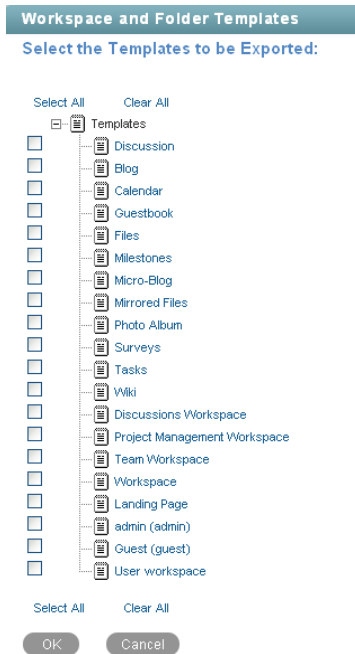 Workspace and Folder Templates
Select the Templates to be Exported:
Select All Clear All
Templates
Discussion
Blog
Calendar
Guestbook
Files
Milestones
Micro-Blog
Mirrored Files
Photo Album
Surveys
Tasks
Wiki
Discussions Workspace
Project Management Workspace
Team Workspace
Workspace
Landing Page
admin (admin)
Guest (guest)
User workspace
Select All Clear All
OK Cancel